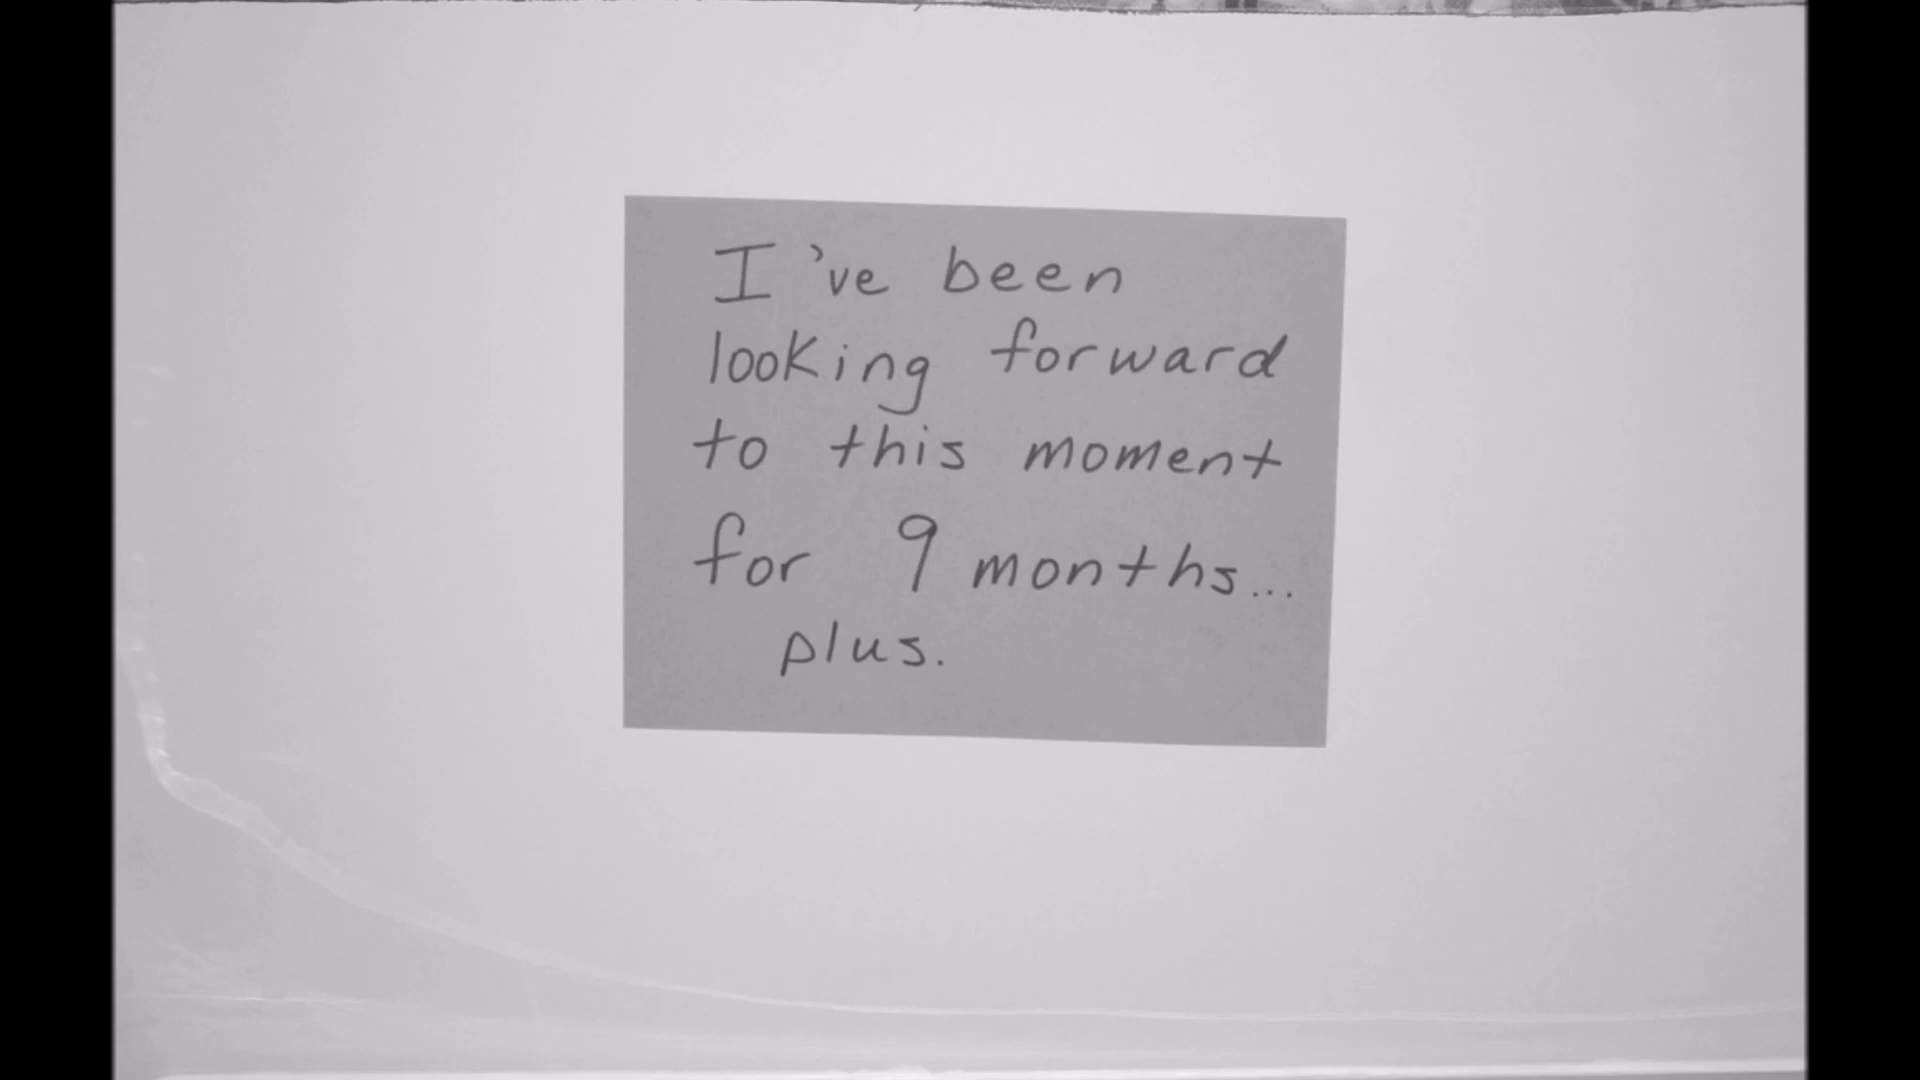 I've been
looking forward
to this moment
for 9 months...
plus.